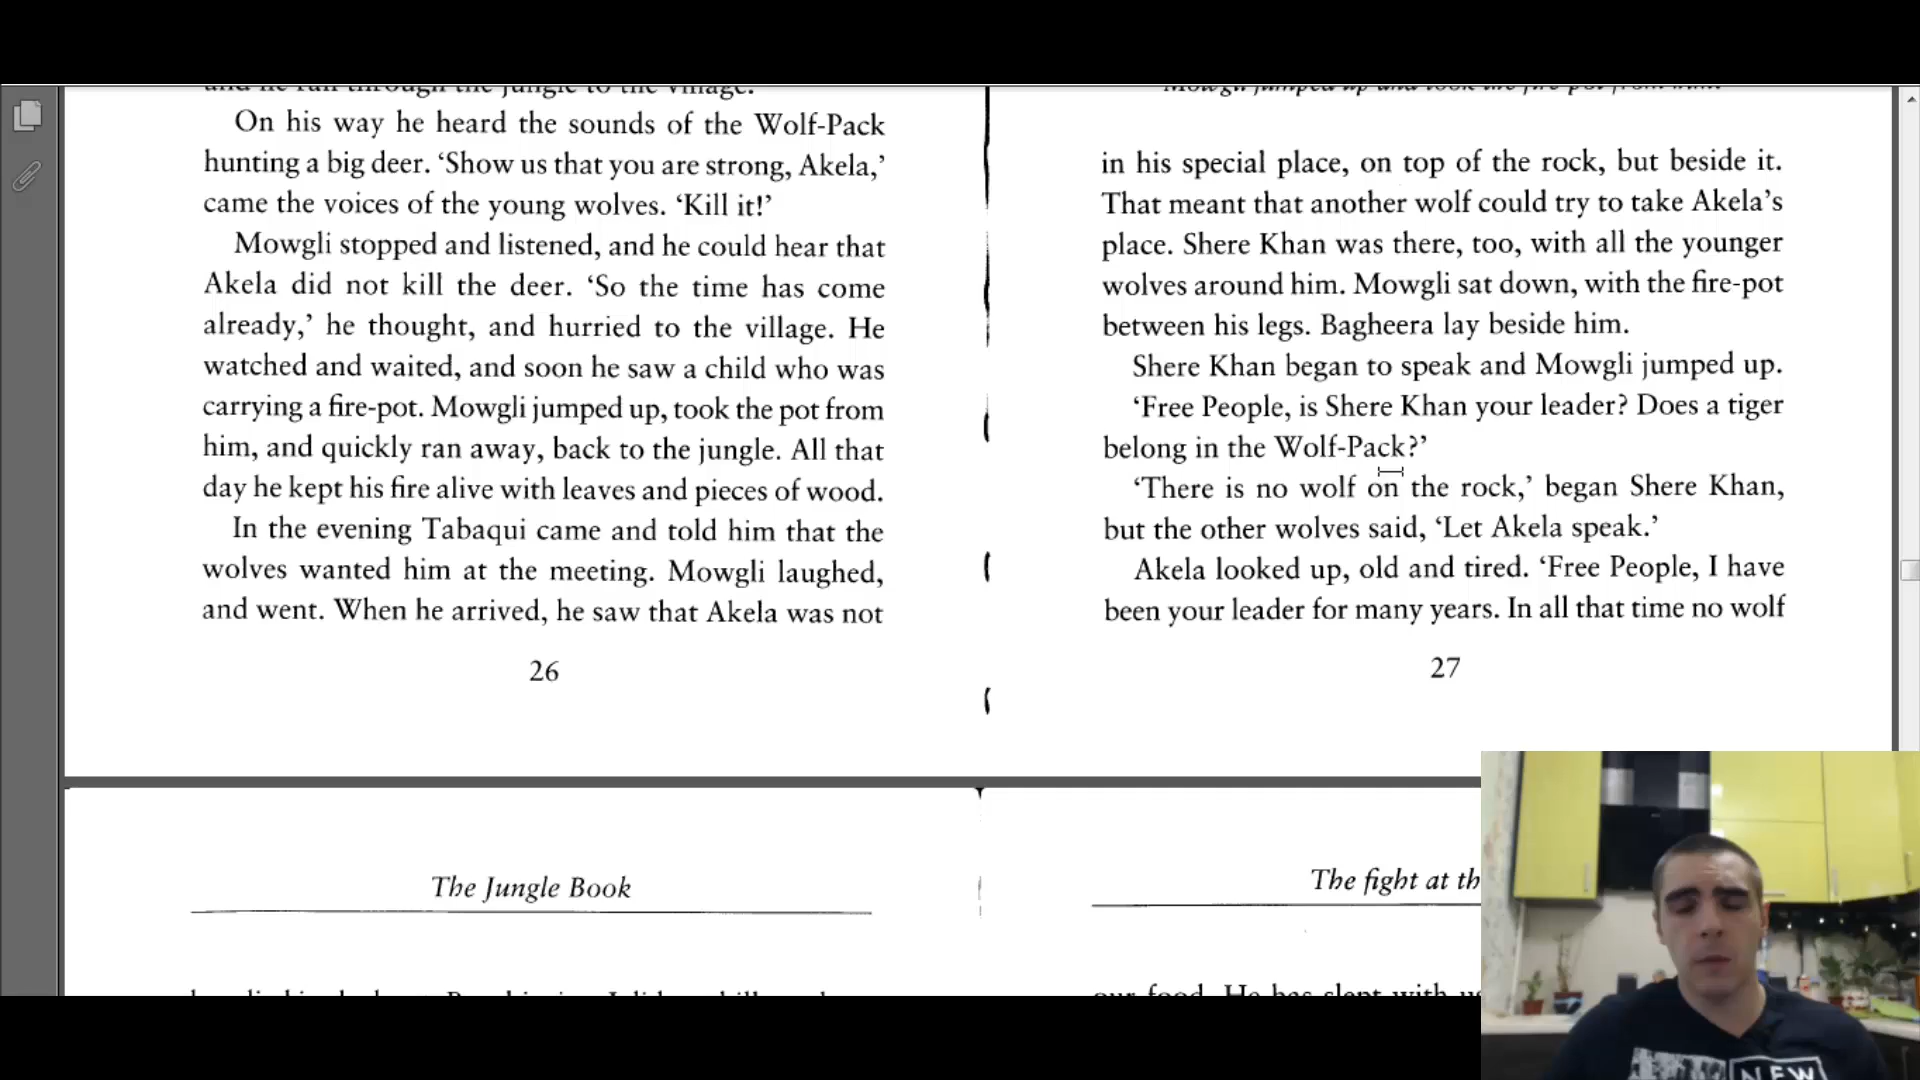 and he ran through the jungle to the village.
On his way he heard the sounds of the Wolf-Pack
hunting a big deer. ‘Show us that you are strong, Akela,’
came the voices of the young wolves. ‘Kill it!’
Mowgli stopped and listened, and he could hear that
Akela did not kill the deer. ‘So the time has come
already,’ he thought, and hurried to the village. He
watched and waited, and soon he saw a child who was
carrying a fire-pot. Mowgli jumped up, took the pot from
him, and quickly ran away, back to the jungle. All that
day he kept his fire alive with leaves and pieces of wood.
In the evening Tabaqui came and told him that the
wolves wanted him at the meeting. Mowgli laughed,
and went. When he arrived, he saw that Akela was not
26
Mowgli jumped up and took the fire-pot from him.
in his special place, on top of the rock, but beside it.
That meant that another wolf could try to take Akela’s
place. Shere Khan was there, too, with all the younger
wolves around him. Mowgli sat down, with the fire-pot
between his legs. Bagheera lay beside him.
Shere Khan began to speak and Mowgli jumped up.
‘Free People, is Shere Khan your leader? Does a tiger
belong in the Wolf-Pack?’
‘There is no wolf on the rock,’ began Shere Khan,
but the other wolves said, ‘Let Akela speak.’
Akela looked up, old and tired. ‘Free People, I have
been your leader for many years. In all that time no wolf
27
The Jungle Book
The fight at th
our food. He has slept with us
NEW